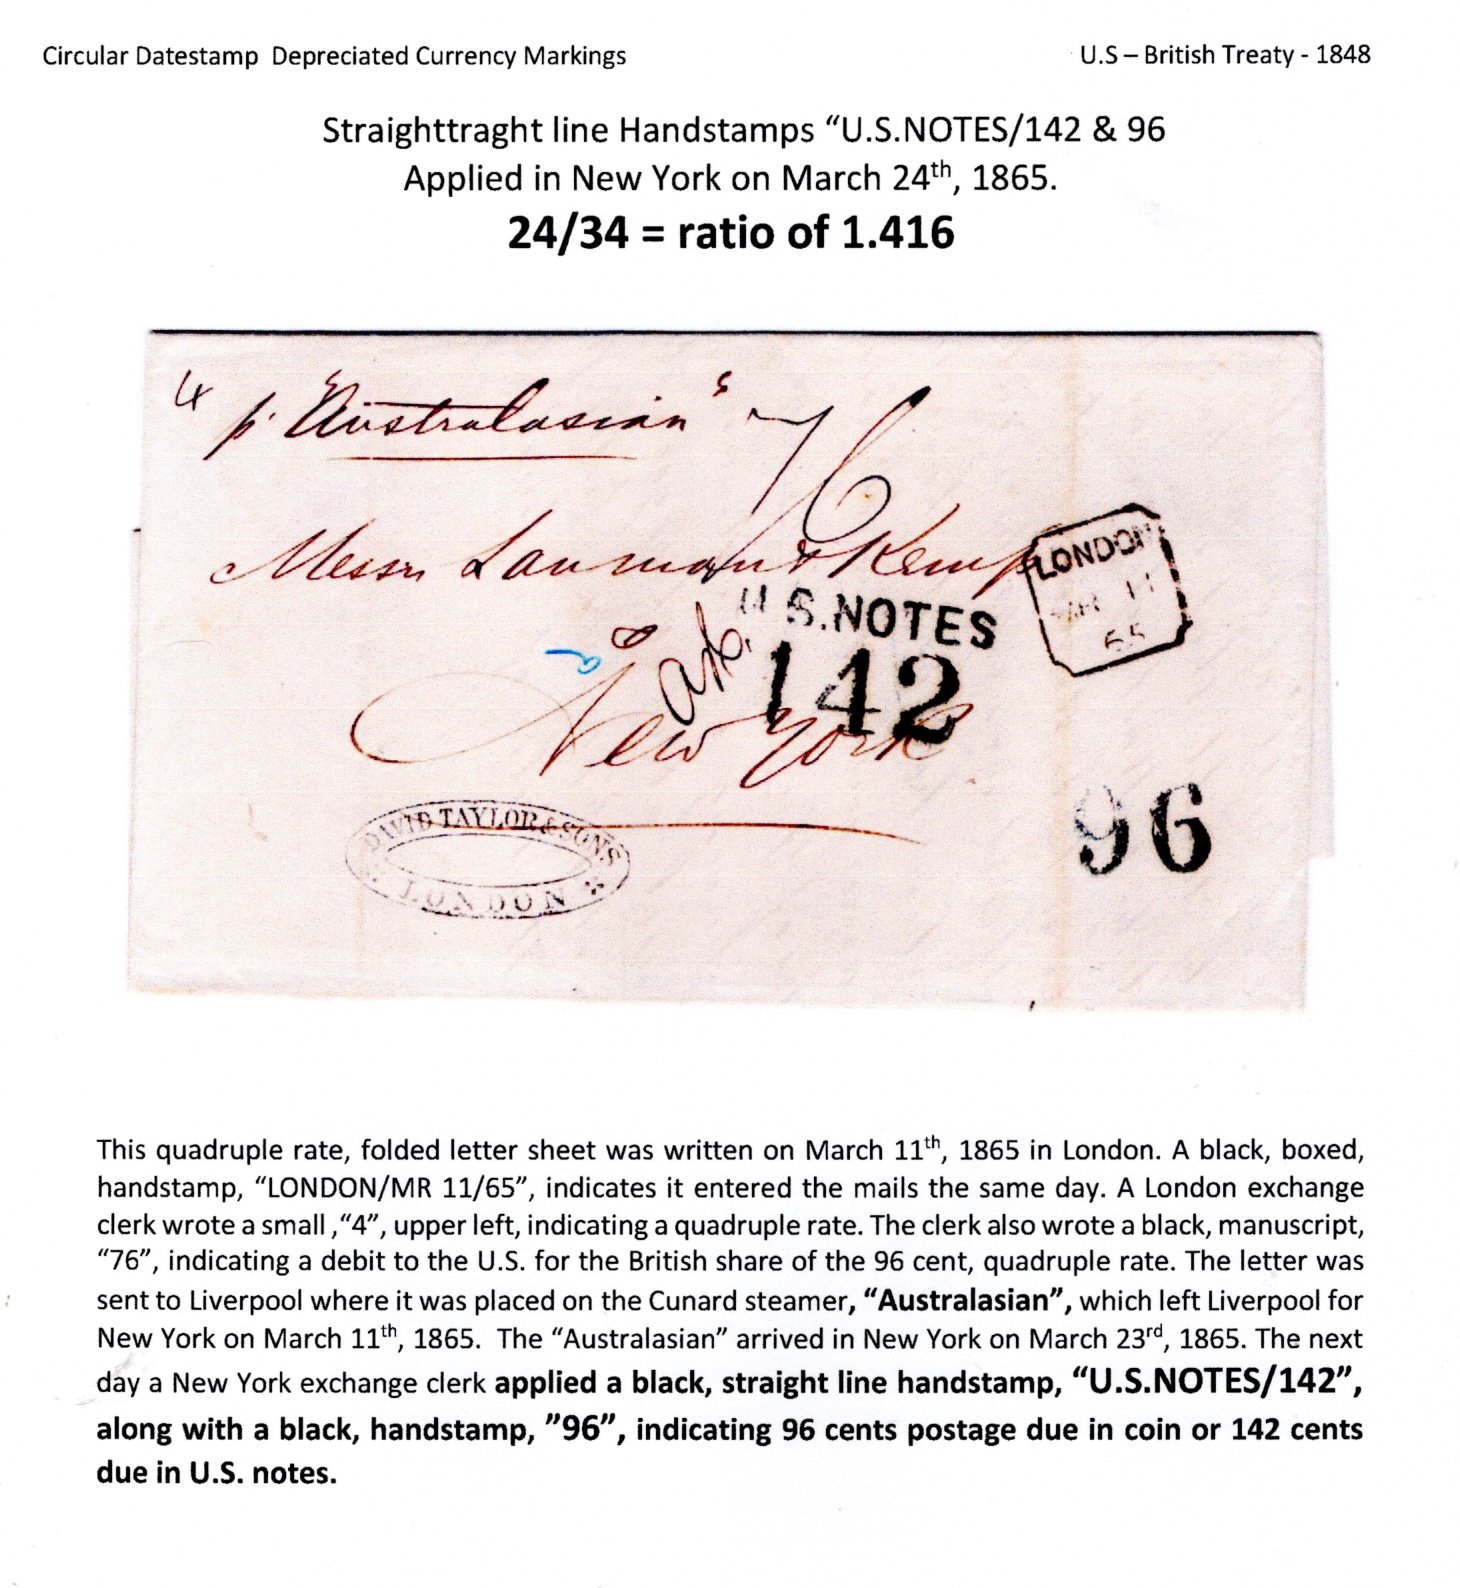 Circular Datestamp Depreciated Currency Markings
U.S – British Treaty - 1848
Straighttraght line Handstamps “U.S.NOTES/142 & 96
Applied in New York on March 24th, 1865.
24/34 = ratio of 1.416
4
p. "Australasian"
76
Messrs Lanman & Kemp
LONDON
MR 11
65
U.S.NOTES
142
New York
96
DAVID TAYLOR & SONS
LONDON
This quadruple rate, folded letter sheet was written on March 11th, 1865 in London. A black, boxed,
handstamp, “LONDON/MR 11/65”, indicates it entered the mails the same day. A London exchange
clerk wrote a small ,“4”, upper left, indicating a quadruple rate. The clerk also wrote a black, manuscript,
“76”, indicating a debit to the U.S. for the British share of the 96 cent, quadruple rate. The letter was
sent to Liverpool where it was placed on the Cunard steamer, “Australasian”, which left Liverpool for
New York on March 11th, 1865. The “Australasian” arrived in New York on March 23rd, 1865. The next
day a New York exchange clerk applied a black, straight line handstamp, “U.S.NOTES/142”,
along with a black, handstamp, ”96”, indicating 96 cents postage due in coin or 142 cents
due in U.S. notes.